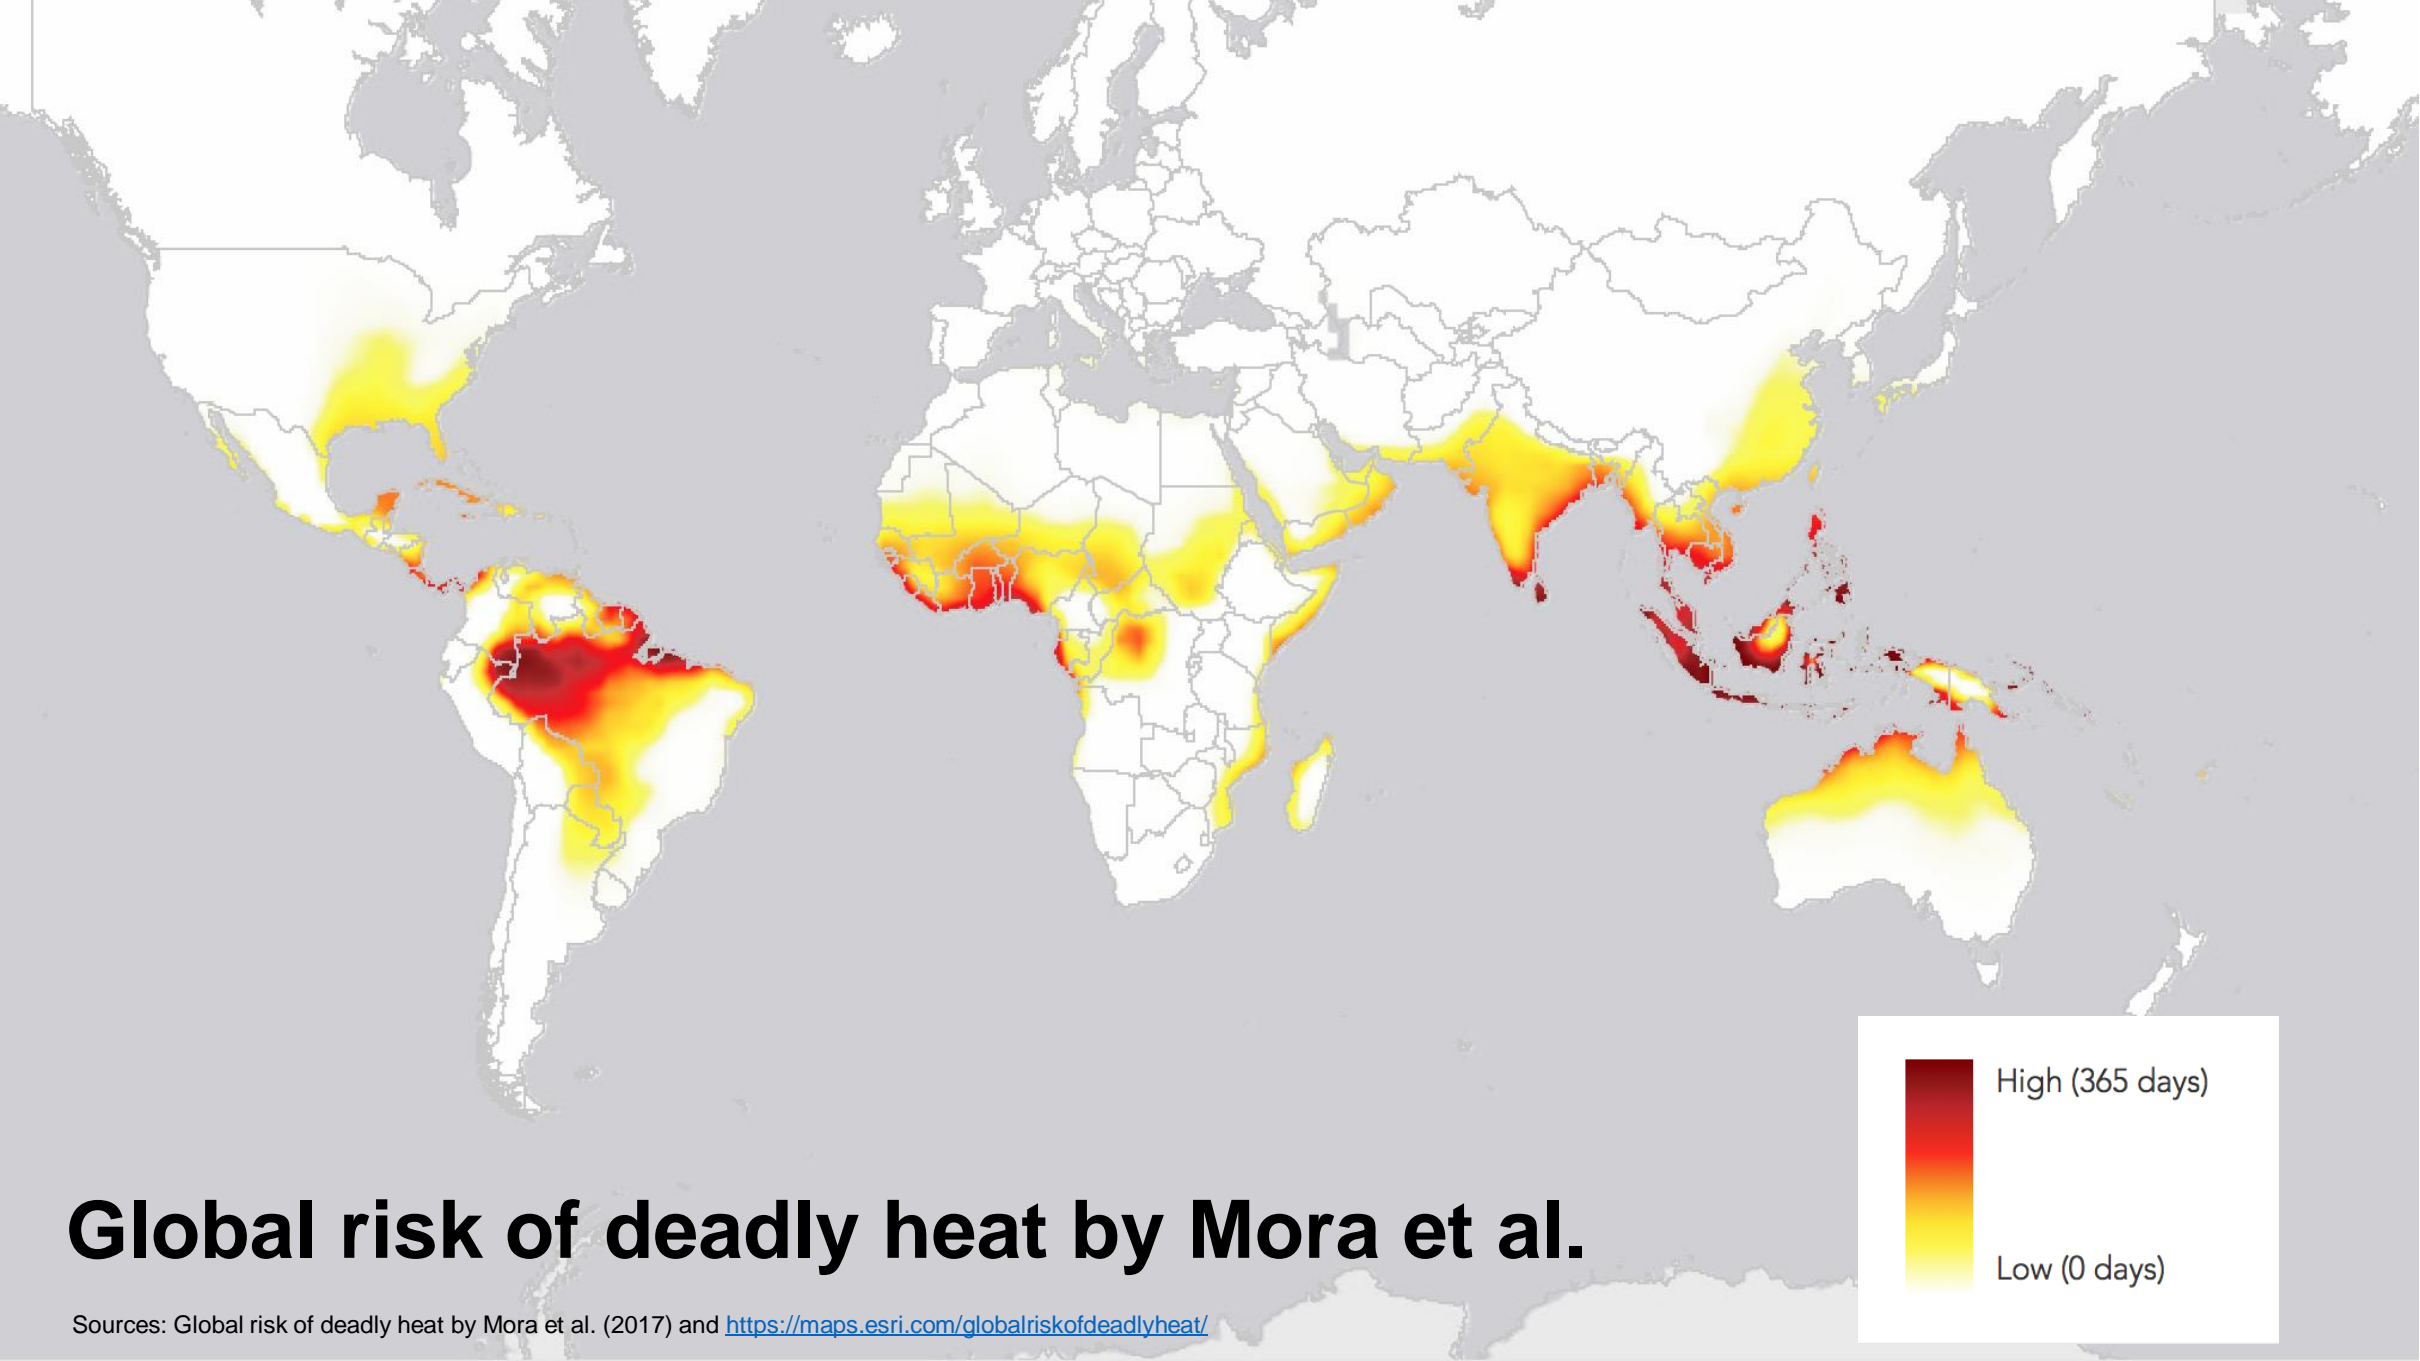 High (365 days)
Low (0 days)
Global risk of deadly heat by Mora et al.
Sources: Global risk of deadly heat by Mora et al. (2017) and https://maps.esri.com/globalriskofdeadlyheat/